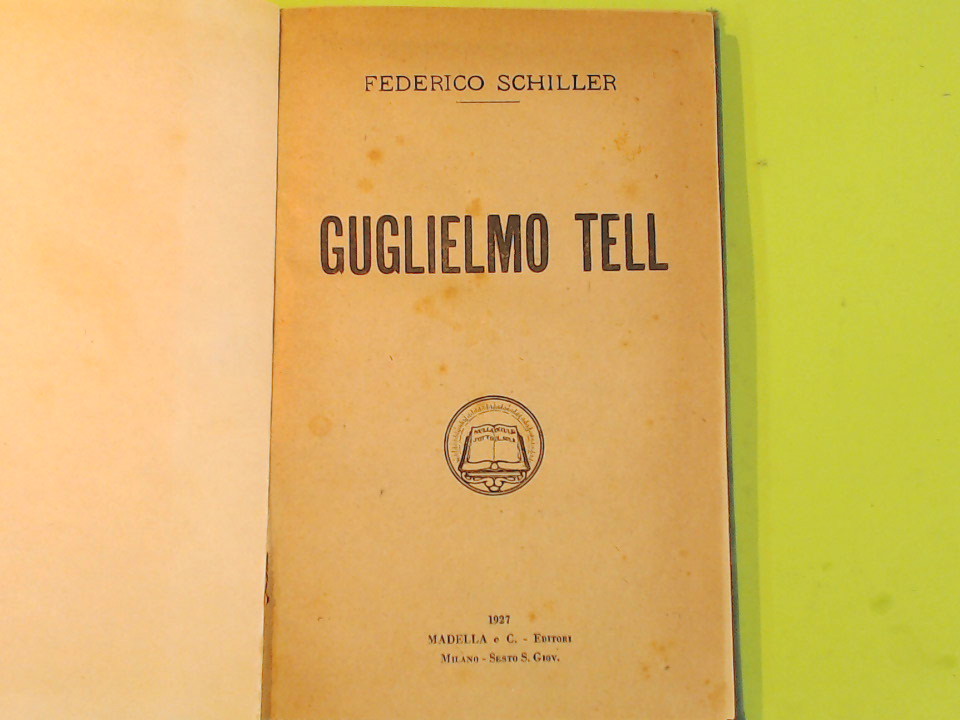 FEDERICO SCHILLER
GUGLIELMO TELL
1927
MADELLA e C. - EDITORI
MILANO - SESTO S. GIOV.